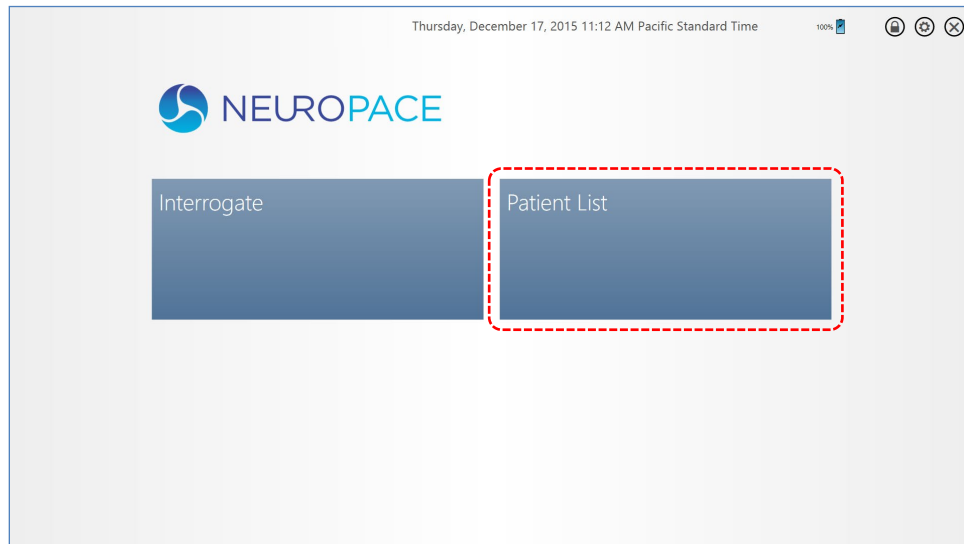 Thursday, December 17, 2015 11:12 AM Pacific Standard Time 100%
NEUROPACE
Interrogate
Patient List